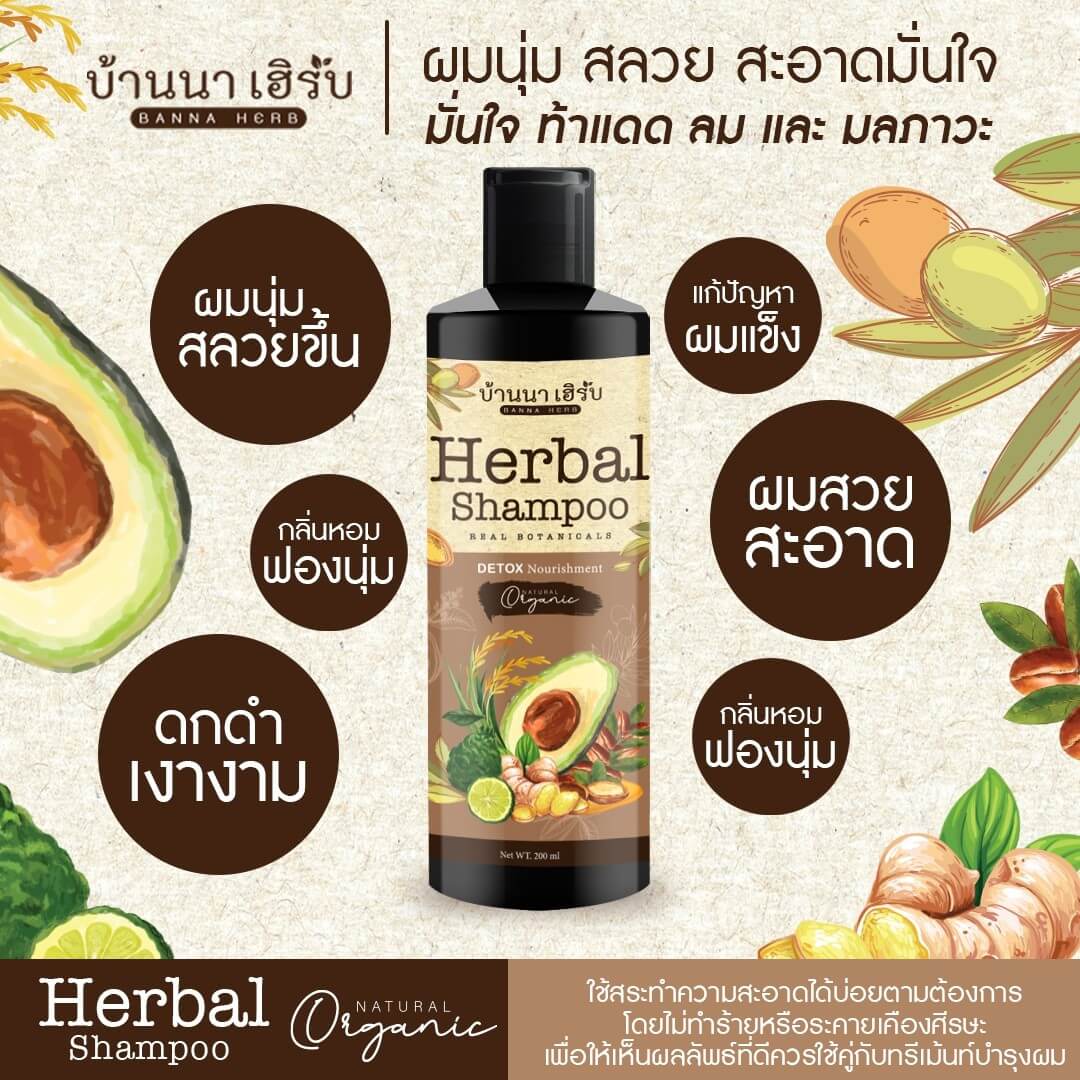 บ้านนา เฮิร์บ
BANNA HERB
ผมนุ่ม สลวย สะอาดมั่นใจ
มั่นใจ ท้าแดด ลม และ มลภาวะ
ผมนุ่ม
สลวยขึ้น
แก้ปัญหา
ผมแข็ง
กลิ่นหอม
ฟองนุ่ม
ผมสวย
สะอาด
ดกดำ
เงางาม
กลิ่นหอม
ฟองนุ่ม
บ้านนา เฮิร์บ
BANNA HERB
Herbal
Shampoo
REAL BOTANICALS
DETOX Nourishment
NATURAL
Organic
Net WT. 200 ml
Herbal
Shampoo
NATURAL
Organic
ใช้สระทำความสะอาดได้บ่อยตามต้องการ
โดยไม่ทำร้ายหรือระคายเคืองศีรษะ
เพื่อให้เห็นผลลัพธ์ที่ดีควรใช้คู่กับทรีเม้นท์บำรุงผม